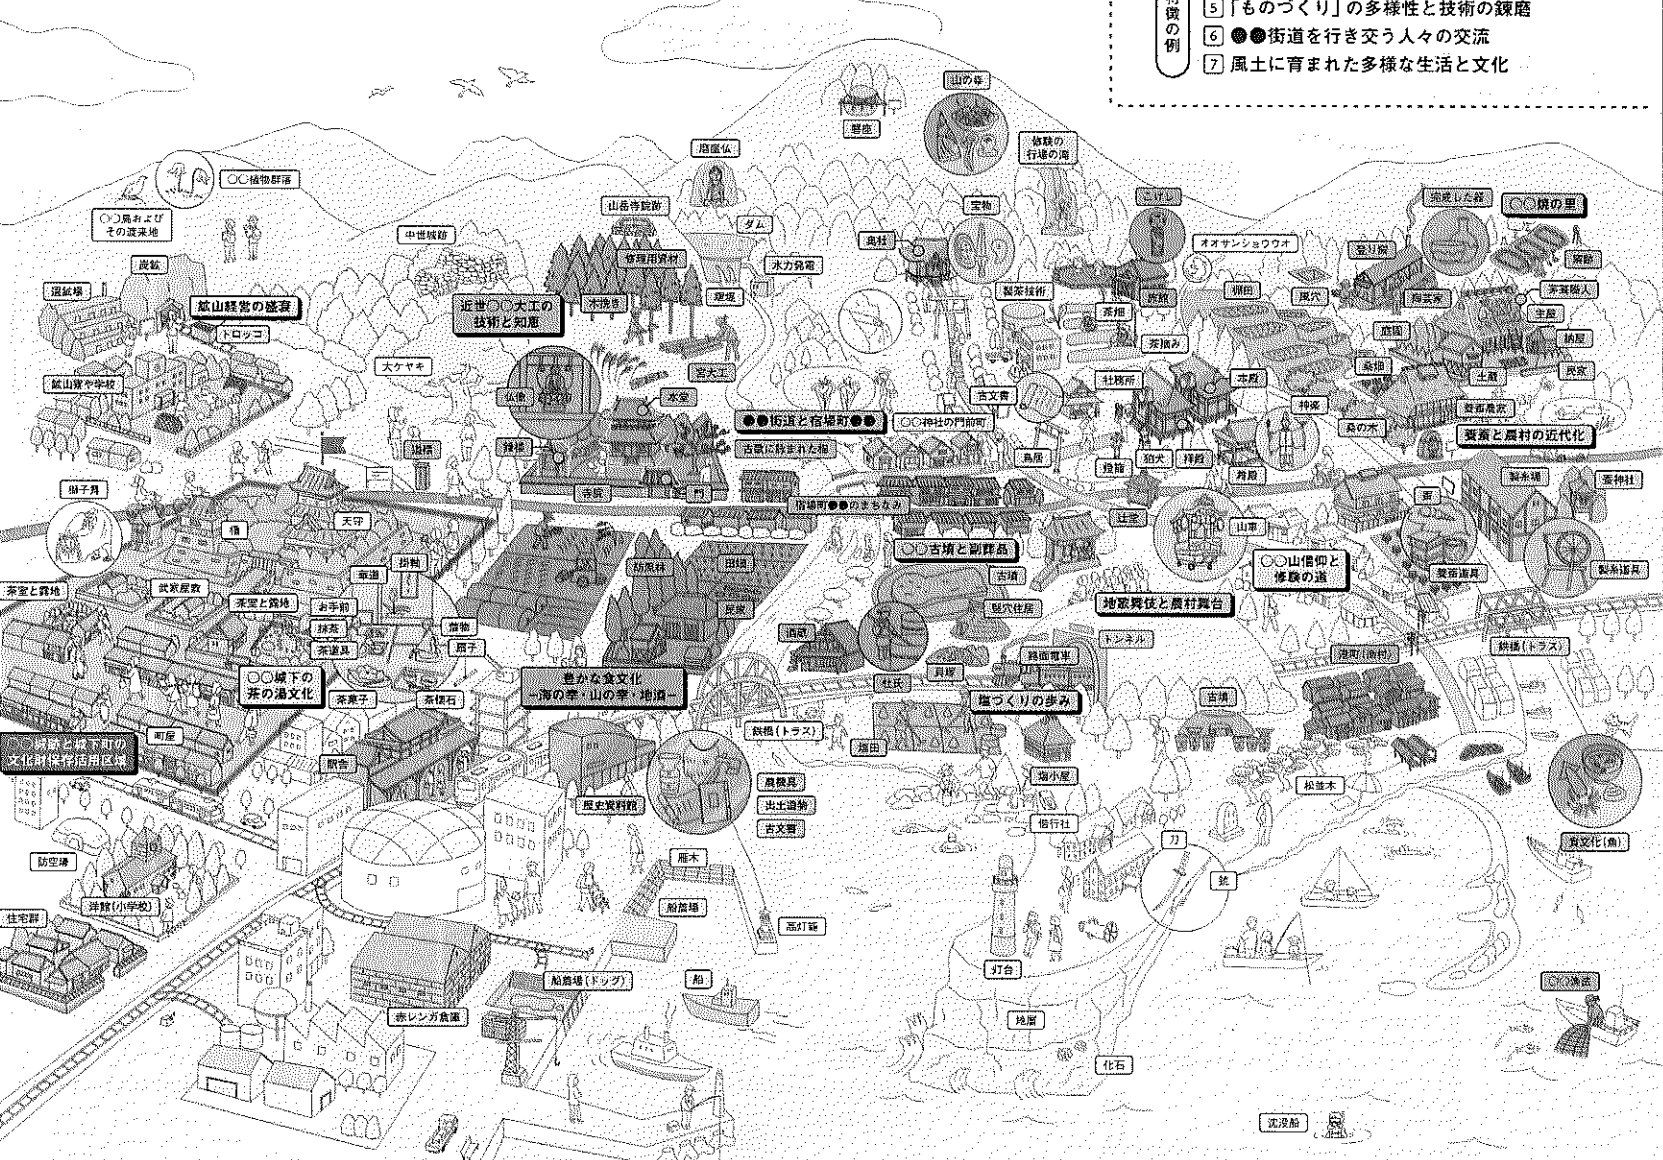 徴の例
5 「ものづくり」の多様性と技術の錬磨
6 ●●街道を行き交う人々の交流
7 風土に育まれた多様な生活と文化
山の幸
磐座
磨崖仏
修験の
行場の滝
○○植物群落
○○鳥および
その渡来地
山岳寺院跡
宝物
こけし
完成した器
○○焼の里
中世城跡
ダム
奥社
オオサンショウウオ
登り窯
窯跡
炭鉱
修理用資材
水力発電
選鉱場
鉱山経営の盛衰
近世○○大工の
技術と知恵
木挽き
堰堤
製茶技術
旅館
棚田
風穴
陶芸家
茶畑
主屋
トロッコ
庭園
納屋
大ケヤキ
宮大工
茶摘み
鉱山寮や学校
桑畑
土蔵
民家
仏像
本堂
古文書
社務所
本殿
神楽
養蚕農家
●●街道と宿場町●●
○○神社の門前町
桑の木
養蚕と農村の近代化
鐘楼
道標
古歌に詠まれた梅
鳥居
燈籠
狛犬
拝殿
獅子舞
寺院
門
宿場町●●のまちなみ
製糸場
蚕神社
蚕
櫓
天守
辻堂
山車
○○古墳と副葬品
○○山信仰と
修験の道
掛軸
華道
防風林
田畑
古墳
養蚕道具
製糸道具
茶室と露地
武家屋敷
茶室と露地
お手前
抹茶
茶道具
着物
扇子
民家
竪穴住居
地歌舞伎と農村舞台
酒蔵
トンネル
路面電車
港町(漁村)
鉄橋(トラス)
○○城下の
茶の湯文化
豊かな食文化
−海の幸・山の幸・地酒−
杜氏
貝塚
塩づくりの歩み
茶菓子
茶懐石
古墳
○○城跡と城下町の
文化財保存活用区域
町屋
駅舎
鉄橋(トラス)
塩田
塩小屋
松並木
歴史資料館
農機具
出土遺物
古文書
偕行社
刀
食文化(魚)
防空壕
雁木
銃
洋館(小学校)
船着場
高灯籠
住宅群
灯台
船着場(ドッグ)
船
○○漁法
赤レンガ倉庫
地層
化石
沈没船